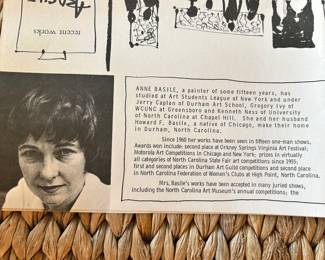 recent works
ANNE BASILE, a painter of some fifteen years, has
studied at Art Students League of New York and under
Jerry Caplan of Durham Art School, Gregory Ivy of
WCUNC at Greensboro and Kenneth Ness of University
of North Carolina at Chapel Hill. She and her husband
Howard F. Basile, a native of Chicago, make their home
in Durham, North Carolina.
Since 1960 her works have been seen in fifteen one-man shows.
Awards won include: second place at Orkney Springs Virginia Art Festival;
Motorola Art Competitions in Chicago and New York; prizes in virtually
all categories of North Carolina State Fair art competitions since 1955;
first and second places in Durham Art Guild competitions and second place
in North Carolina Federation of Women's Clubs at High Point, North Carolina.
Mrs. Basile's works have been accepted in many juried shows,
including the North Carolina Art Museum's annual competitions; the